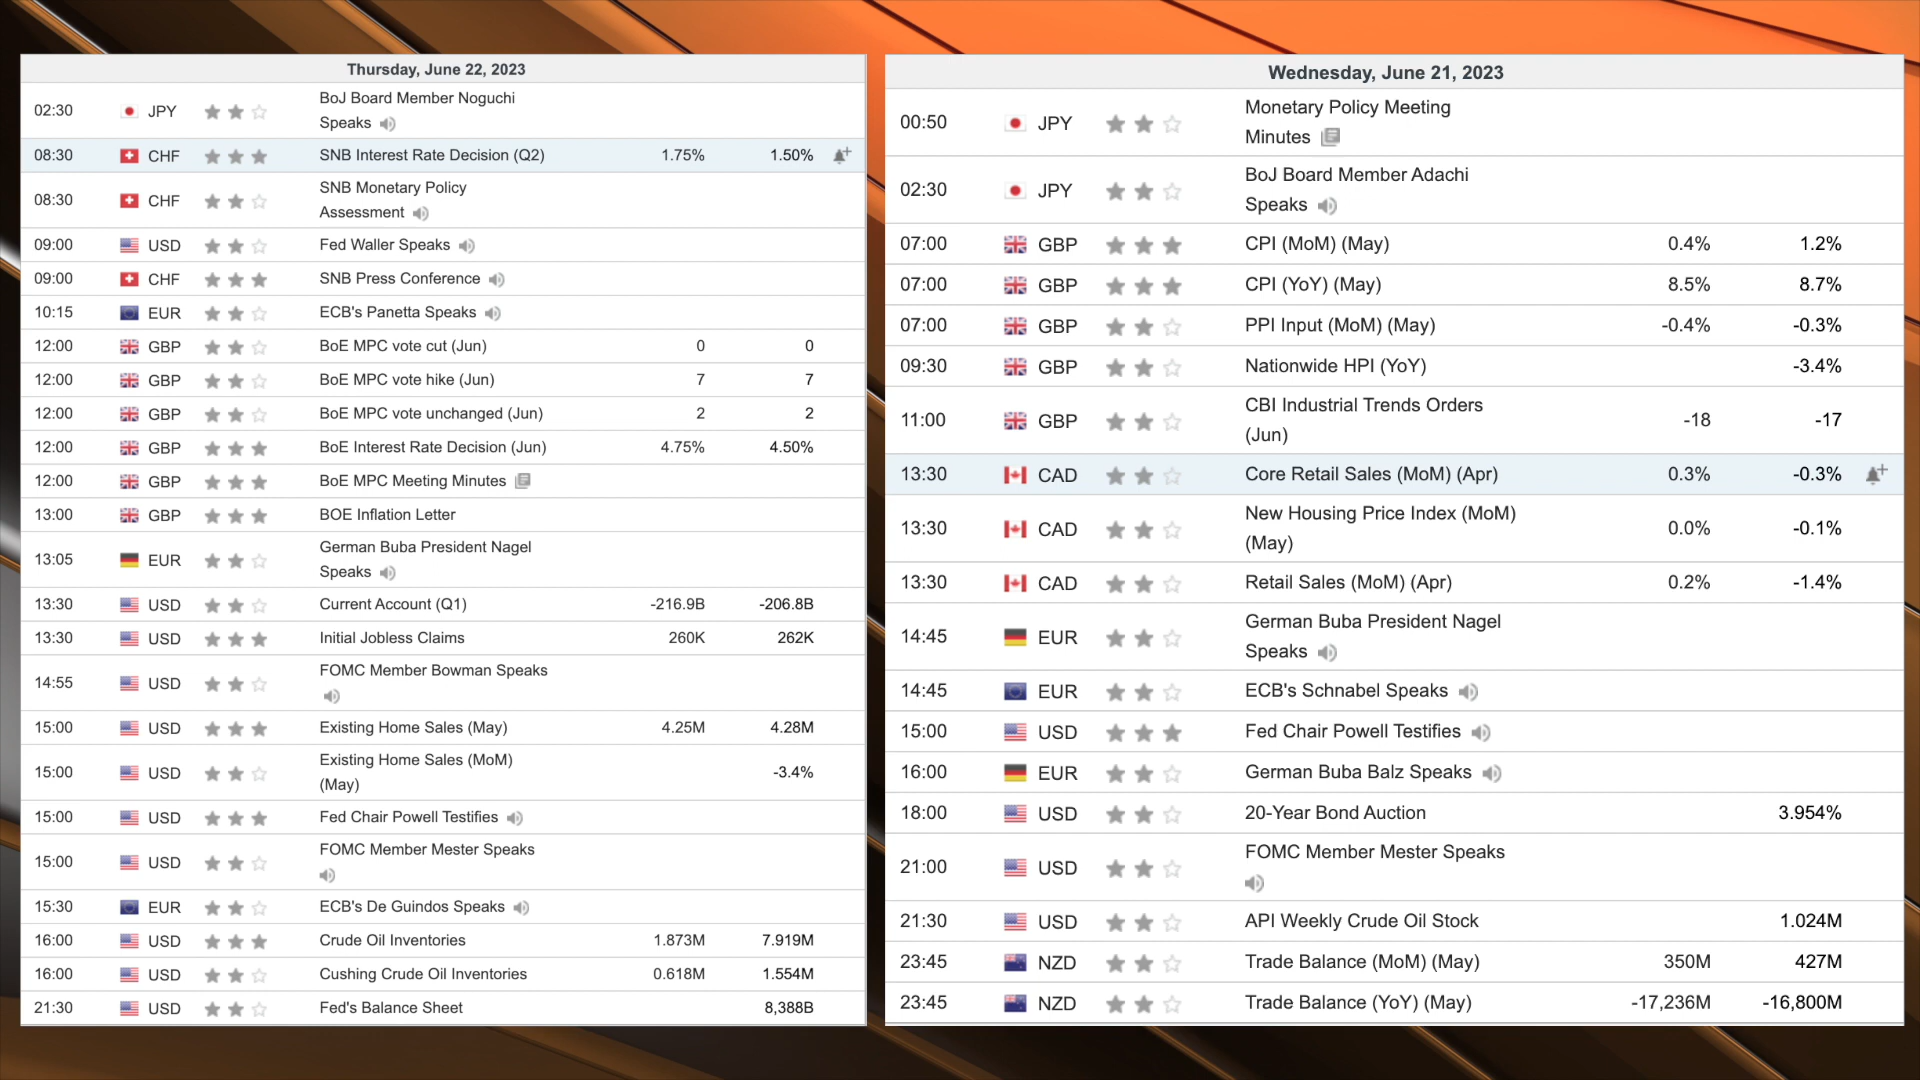 Thursday, June 22, 2023
02:30 JPY BoJ Board Member Noguchi
Speaks
08:30 CHF SNB Interest Rate Decision (Q2) 1.75% 1.50%
08:30 CHF SNB Monetary Policy
Assessment
09:00 USD Fed Waller Speaks
09:00 CHF SNB Press Conference
10:15 EUR ECB's Panetta Speaks
12:00 GBP BoE MPC vote cut (Jun) 0 0
12:00 GBP BoE MPC vote hike (Jun) 7 7
12:00 GBP BoE MPC vote unchanged (Jun) 2 2
12:00 GBP BoE Interest Rate Decision (Jun) 4.75% 4.50%
12:00 GBP BoE MPC Meeting Minutes
13:00 GBP BOE Inflation Letter
13:05 EUR German Buba President Nagel
Speaks
13:30 USD Current Account (Q1) -216.9B -206.8B
13:30 USD Initial Jobless Claims 260K 262K
14:55 USD FOMC Member Bowman Speaks
15:00 USD Existing Home Sales (May) 4.25M 4.28M
15:00 USD Existing Home Sales (MoM)
(May) -3.4%
15:00 USD Fed Chair Powell Testifies
15:00 USD FOMC Member Mester Speaks
15:30 EUR ECB's De Guindos Speaks
16:00 USD Crude Oil Inventories 1.873M 7.919M
16:00 USD Cushing Crude Oil Inventories 0.618M 1.554M
21:30 USD Fed's Balance Sheet 8,388B
Wednesday, June 21, 2023
00:50 JPY Monetary Policy Meeting
Minutes
02:30 JPY BoJ Board Member Adachi
Speaks
07:00 GBP CPI (MoM) (May) 0.4% 1.2%
07:00 GBP CPI (YoY) (May) 8.5% 8.7%
07:00 GBP PPI Input (MoM) (May) -0.4% -0.3%
09:30 GBP Nationwide HPI (YoY) -3.4%
11:00 GBP CBI Industrial Trends Orders
(Jun) -18 -17
13:30 CAD Core Retail Sales (MoM) (Apr) 0.3% -0.3%
13:30 CAD New Housing Price Index (MoM)
(May) 0.0% -0.1%
13:30 CAD Retail Sales (MoM) (Apr) 0.2% -1.4%
14:45 EUR German Buba President Nagel
Speaks
14:45 EUR ECB's Schnabel Speaks
15:00 USD Fed Chair Powell Testifies
16:00 EUR German Buba Balz Speaks
18:00 USD 20-Year Bond Auction 3.954%
21:00 USD FOMC Member Mester Speaks
21:30 USD API Weekly Crude Oil Stock 1.024M
23:45 NZD Trade Balance (MoM) (May) 350M 427M
23:45 NZD Trade Balance (YoY) (May) -17,236M -16,800M